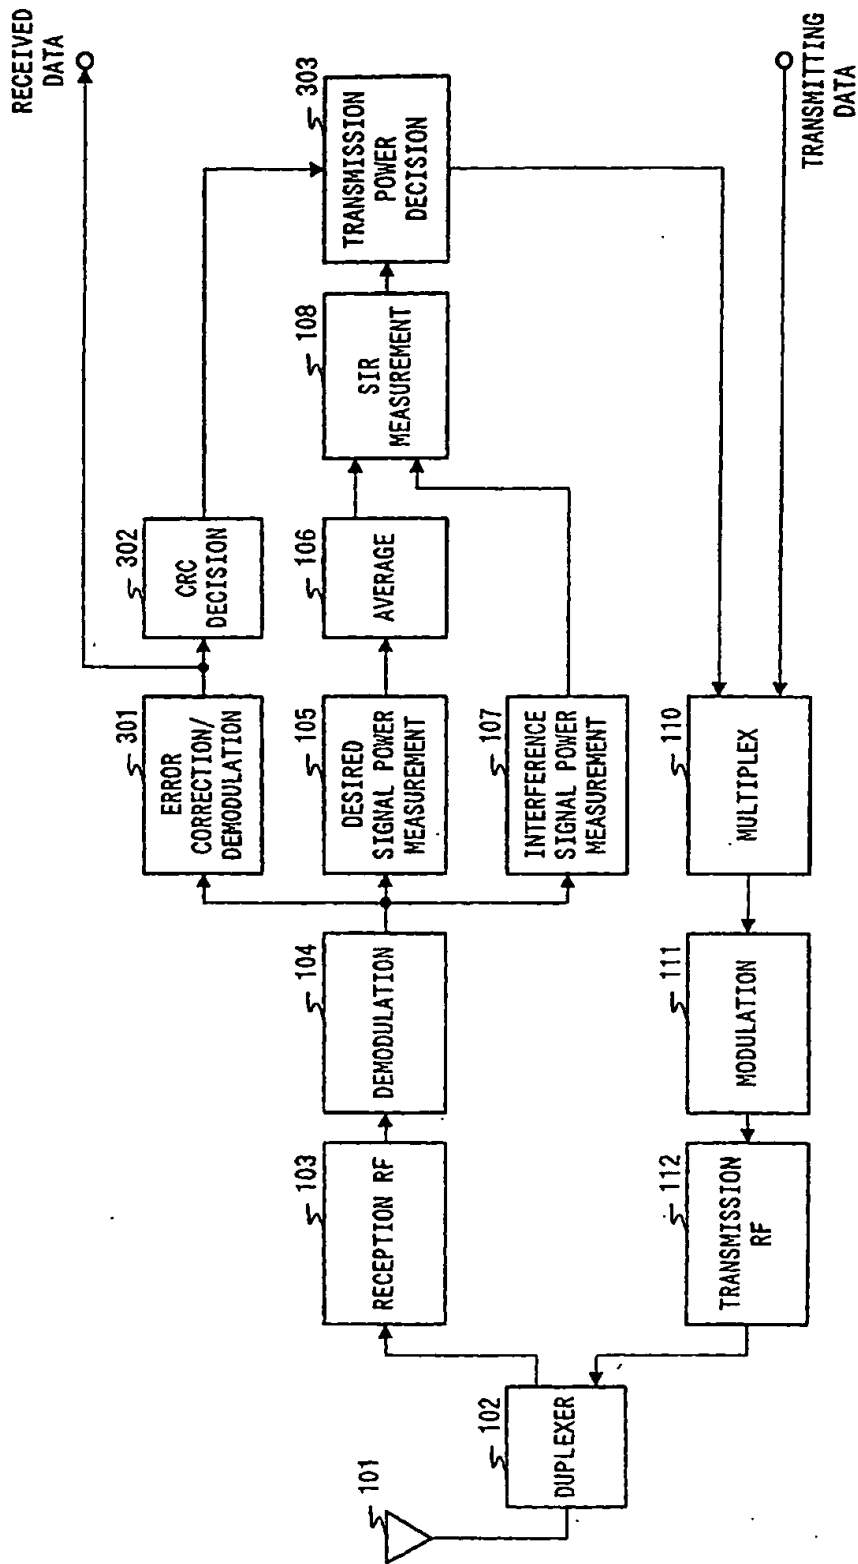 RECEIVED
DATA
302
CRC
DECISION
303
TRANSMISSION
POWER
DECISION
301
ERROR
CORRECTION/
DEMODULATION
101
102
DUPLEXER
103
RECEPTION RF
104
DEMODULATION
105
DESIRED
SIGNAL POWER
MEASUREMENT
106
AVERAGE
108
SIR
MEASUREMENT
107
INTERFERENCE
SIGNAL POWER
MEASUREMENT
112
TRANSMISSION
RF
111
MODULATION
110
MULTIPLEX
TRANSMITTING
DATA